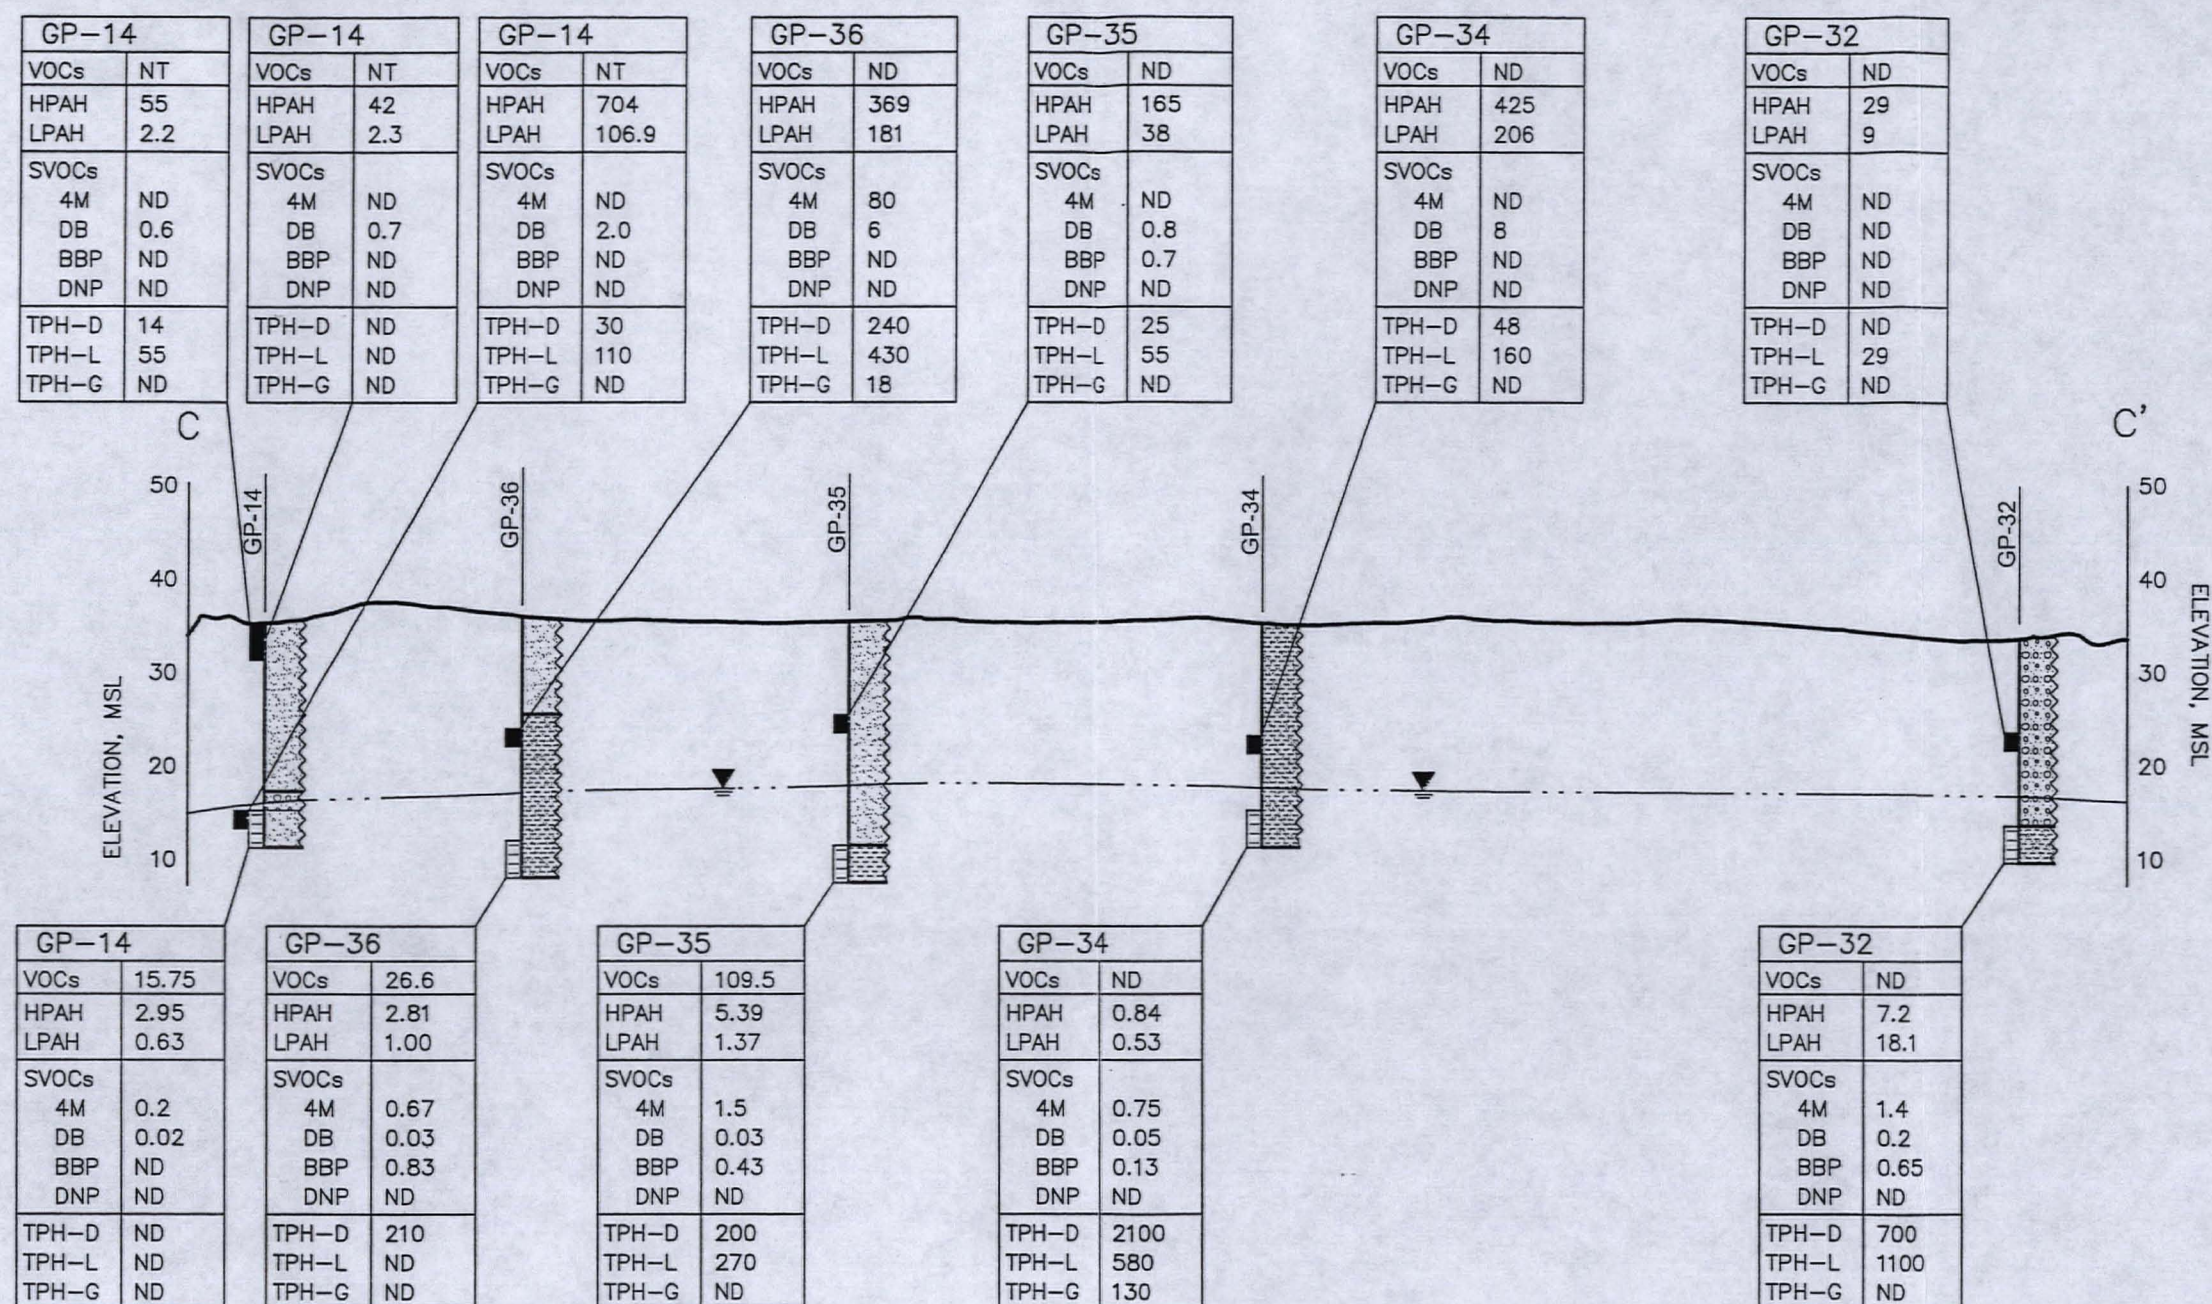 GP-14
VOCs NT
HPAH 55
LPAH 2.2
SVOCs
4M ND
DB 0.6
BBP ND
DNP ND
TPH-D 14
TPH-L 55
TPH-G ND
GP-14
VOCs NT
HPAH 42
LPAH 2.3
SVOCs
4M ND
DB 0.7
BBP ND
DNP ND
TPH-D ND
TPH-L ND
TPH-G ND
GP-14
VOCs NT
HPAH 704
LPAH 106.9
SVOCs
4M ND
DB 2.0
BBP ND
DNP ND
TPH-D 30
TPH-L 110
TPH-G ND
GP-36
VOCs ND
HPAH 369
LPAH 181
SVOCs
4M 80
DB 6
BBP ND
DNP ND
TPH-D 240
TPH-L 430
TPH-G 18
GP-35
VOCs ND
HPAH 165
LPAH 38
SVOCs
4M ND
DB 0.8
BBP 0.7
DNP ND
TPH-D 25
TPH-L 55
TPH-G ND
GP-34
VOCs ND
HPAH 425
LPAH 206
SVOCs
4M ND
DB 8
BBP ND
DNP ND
TPH-D 48
TPH-L 160
TPH-G ND
GP-32
VOCs ND
HPAH 29
LPAH 9
SVOCs
4M ND
DB ND
BBP ND
DNP ND
TPH-D ND
TPH-L 29
TPH-G ND
C
C'
50
40
30
20
10
ELEVATION, MSL
GP-14
GP-36
GP-35
GP-34
GP-32
50
40
30
20
10
ELEVATION, MSL
GP-14
VOCs 15.75
HPAH 2.95
LPAH 0.63
SVOCs
4M 0.2
DB 0.02
BBP ND
DNP ND
TPH-D ND
TPH-L ND
TPH-G ND
GP-36
VOCs 26.6
HPAH 2.81
LPAH 1.00
SVOCs
4M 0.67
DB 0.03
BBP 0.83
DNP ND
TPH-D 210
TPH-L ND
TPH-G ND
GP-35
VOCs 109.5
HPAH 5.39
LPAH 1.37
SVOCs
4M 1.5
DB 0.03
BBP 0.43
DNP ND
TPH-D 200
TPH-L 270
TPH-G ND
GP-34
VOCs ND
HPAH 0.84
LPAH 0.53
SVOCs
4M 0.75
DB 0.05
BBP 0.13
DNP ND
TPH-D 2100
TPH-L 580
TPH-G 130
GP-32
VOCs ND
HPAH 7.2
LPAH 18.1
SVOCs
4M 1.4
DB 0.2
BBP 0.65
DNP ND
TPH-D 700
TPH-L 1100
TPH-G ND